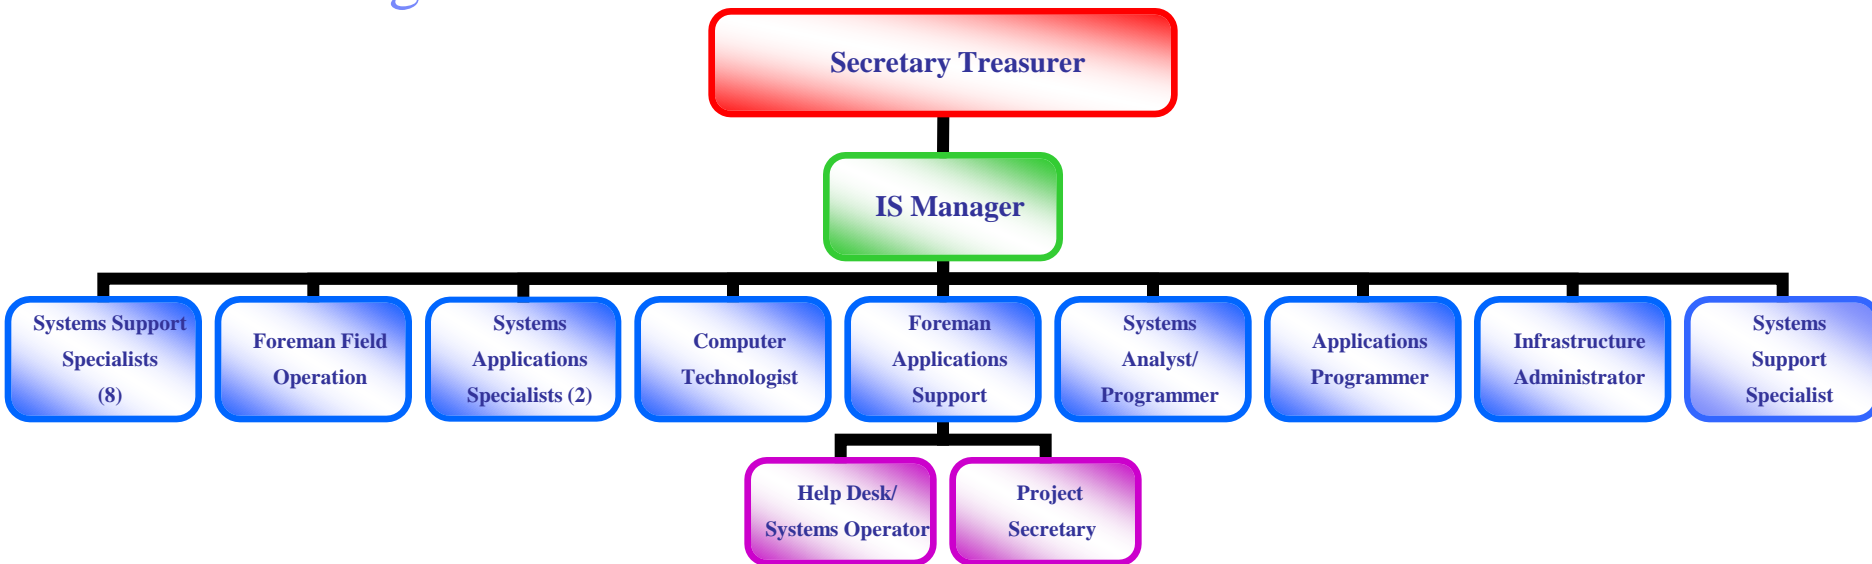 Secretary Treasurer
IS Manager
Systems Support
Specialists
(8)
Foreman Field
Operation
Systems
Applications
Specialists (2)
Computer
Technologist
Foreman
Applications
Support
Systems
Analyst/
Programmer
Applications
Programmer
Infrastructure
Administrator
Systems
Support
Specialist
Help Desk/
Systems Operator
Project
Secretary